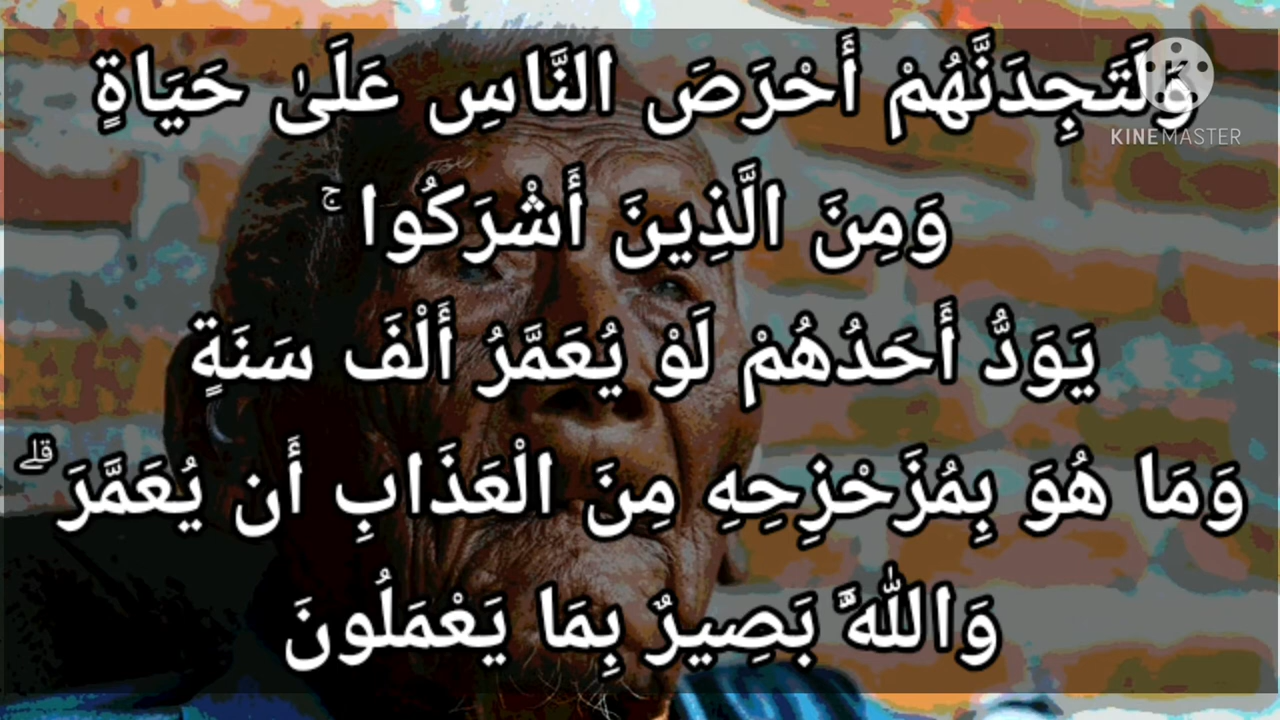 وَلَتَجِدَنَّهُمْ أَحْرَصَ النَّاسِ عَلَىٰ حَيَاةٍ
KINEMASTER
وَمِنَ الَّذِينَ أَشْرَكُوا ۚ
يَوَدُّ أَحَدُهُمْ لَوْ يُعَمَّرُ أَلْفَ سَنَةٍ
وَمَا هُوَ بِمُزَحْزِحِهِ مِنَ الْعَذَابِ أَن يُعَمَّرَ ۗ
وَاللَّهُ بَصِيرٌ بِمَا يَعْمَلُونَ